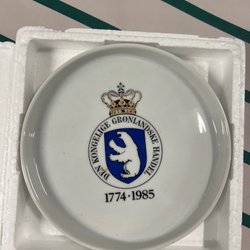 DEN KONGELIGE GRØNLANDSKE HANDEL
1774-1985